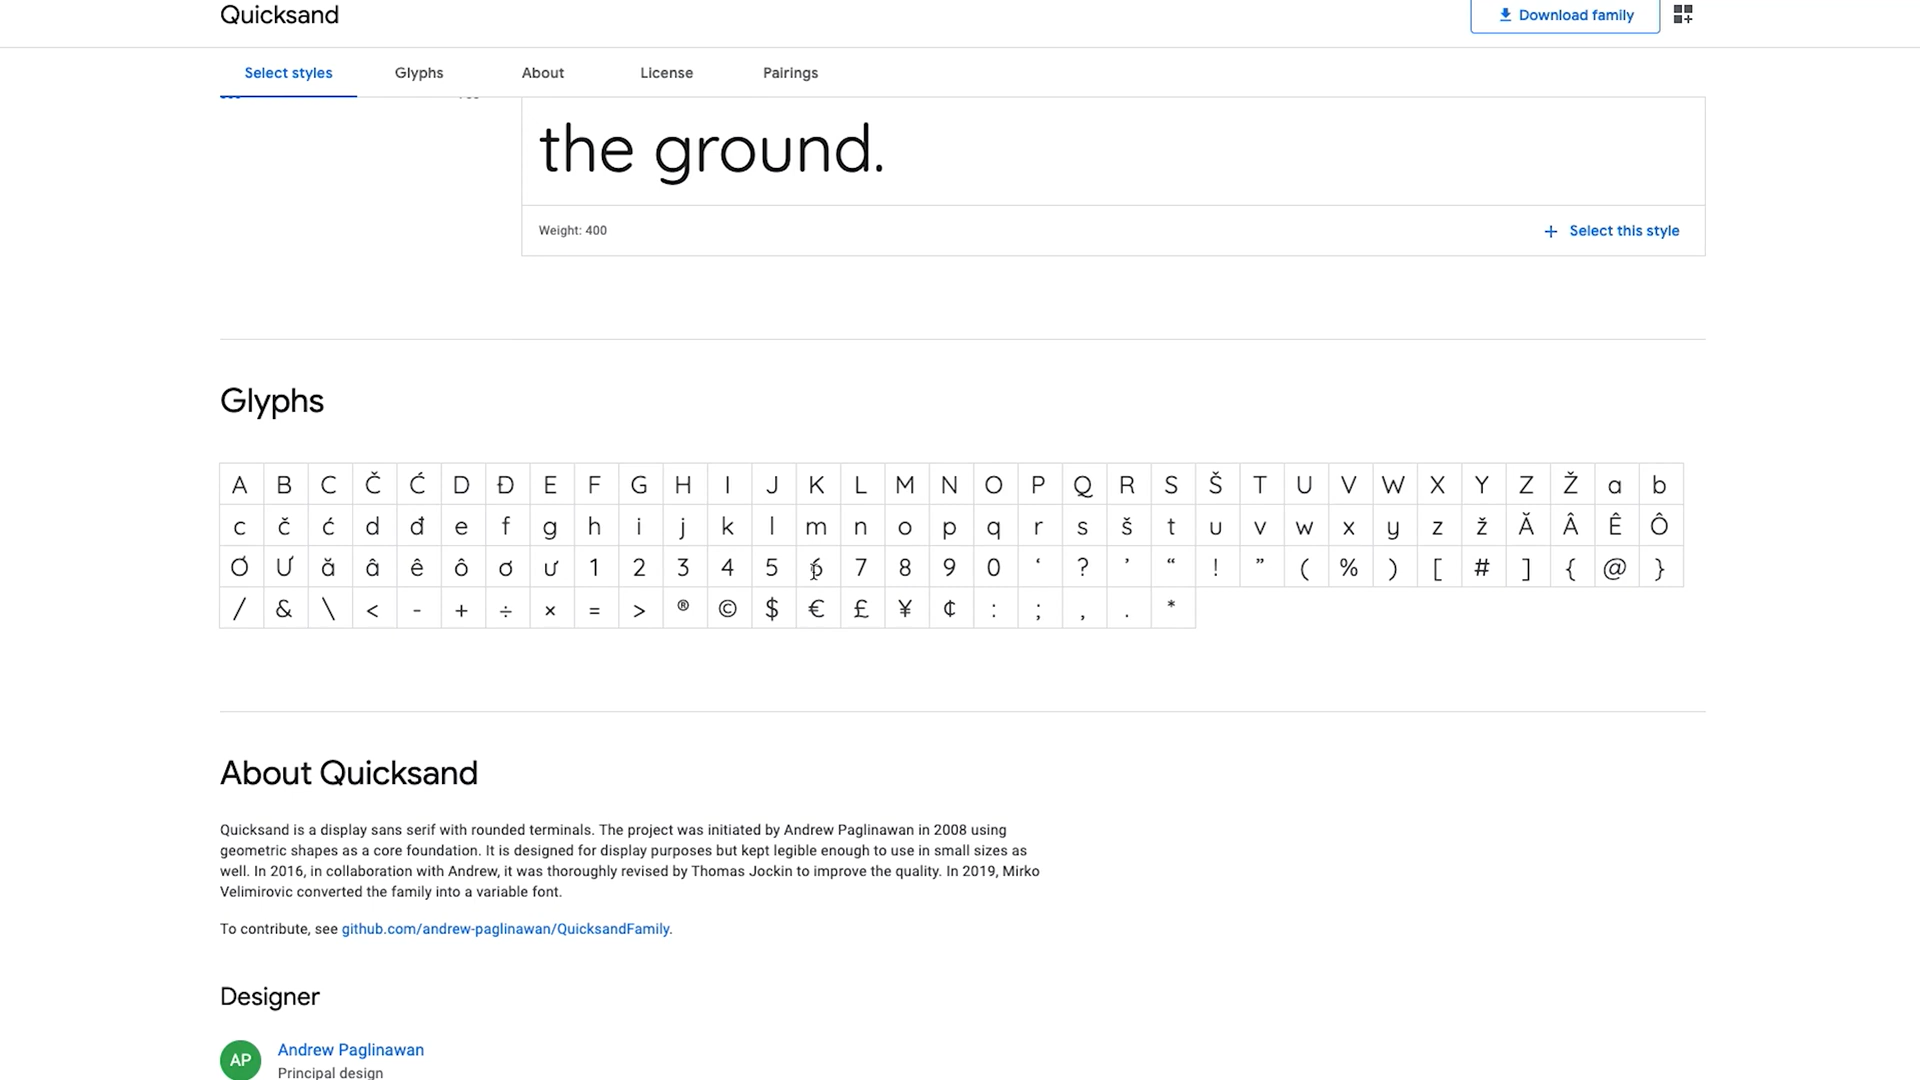 Quicksand
Download family
Select styles Glyphs About License Pairings
the ground.
Weight: 400
Select this style
Glyphs
A B C Č Ć D Đ E F G H I J K L M N O P Q R S Š T U V W X Y Z Ž a b
c č ć d đ e f g h i j k l m n o p q r s š t u v w x y z ž Ă Â Ê Ô
Ơ Ư ă â ê ô ơ ư 1 2 3 4 5 6 7 8 9 0 ‘ ? ’ “ ! ” ( % ) [ # ] { @ }
/ & \ < - + ÷ × = > ® © $ € £ ¥ ¢ : ; , . *
About Quicksand
Quicksand is a display sans serif with rounded terminals. The project was initiated by Andrew Paglinawan in 2008 using
geometric shapes as a core foundation. It is designed for display purposes but kept legible enough to use in small sizes as
well. In 2016, in collaboration with Andrew, it was thoroughly revised by Thomas Jockin to improve the quality. In 2019, Mirko
Velimirovic converted the family into a variable font.
To contribute, see github.com/andrew-paglinawan/QuicksandFamily.
Designer
AP
Andrew Paglinawan
Principal design